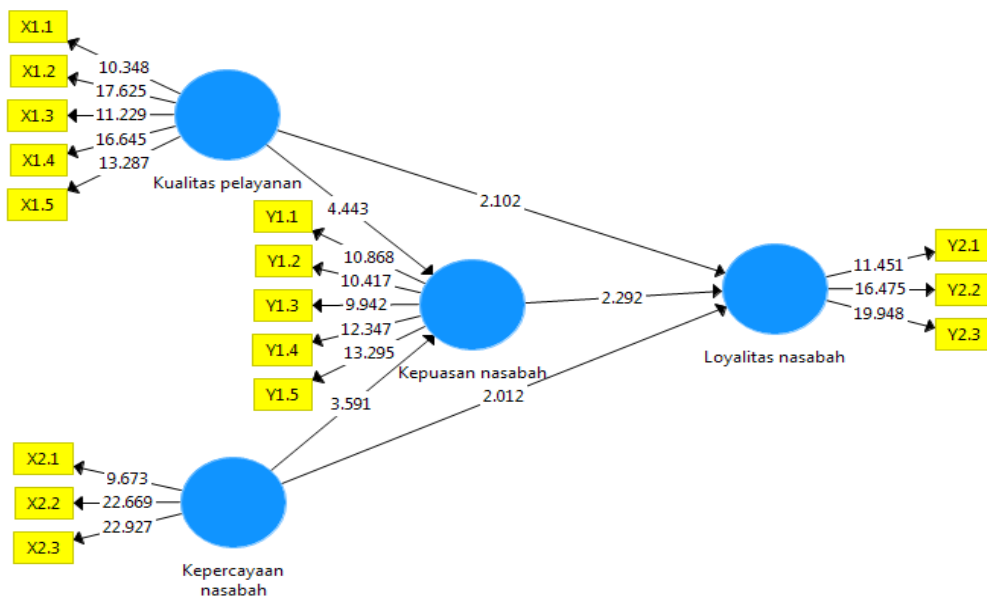 X1.1
10.348
X1.2
17.625
X1.3
11.229
X1.4
16.645
X1.5
13.287
Kualitas pelayanan
4.443
2.102
Y1.1
10.868
Y1.2
10.417
Y1.3
9.942
Y1.4
12.347
Y1.5
13.295
Kepuasan nasabah
2.292
3.591
2.012
Y2.1
11.451
Y2.2
16.475
Y2.3
19.948
Loyalitas nasabah
X2.1
9.673
X2.2
22.669
X2.3
22.927
Kepercayaan
nasabah